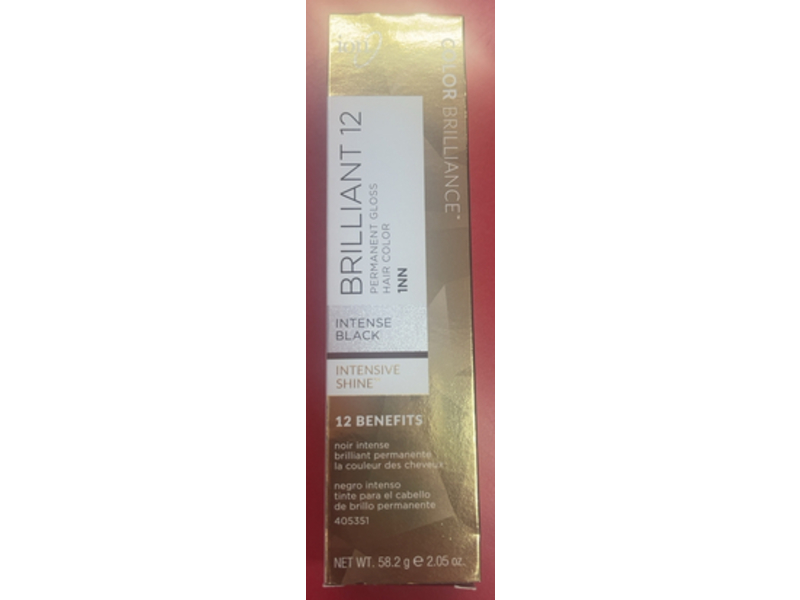 ion
COLOR BRILLIANCE™
BRILLIANT 12
PERMANENT GLOSS
HAIR COLOR
1NN
INTENSE
BLACK
INTENSIVE
SHINE™
12 BENEFITS
noir intense
brilliant permanente
la couleur des cheveux
negro intenso
tinte para el cabello
de brillo permanente
405351
NET WT. 58.2 g ℮ 2.05 oz.